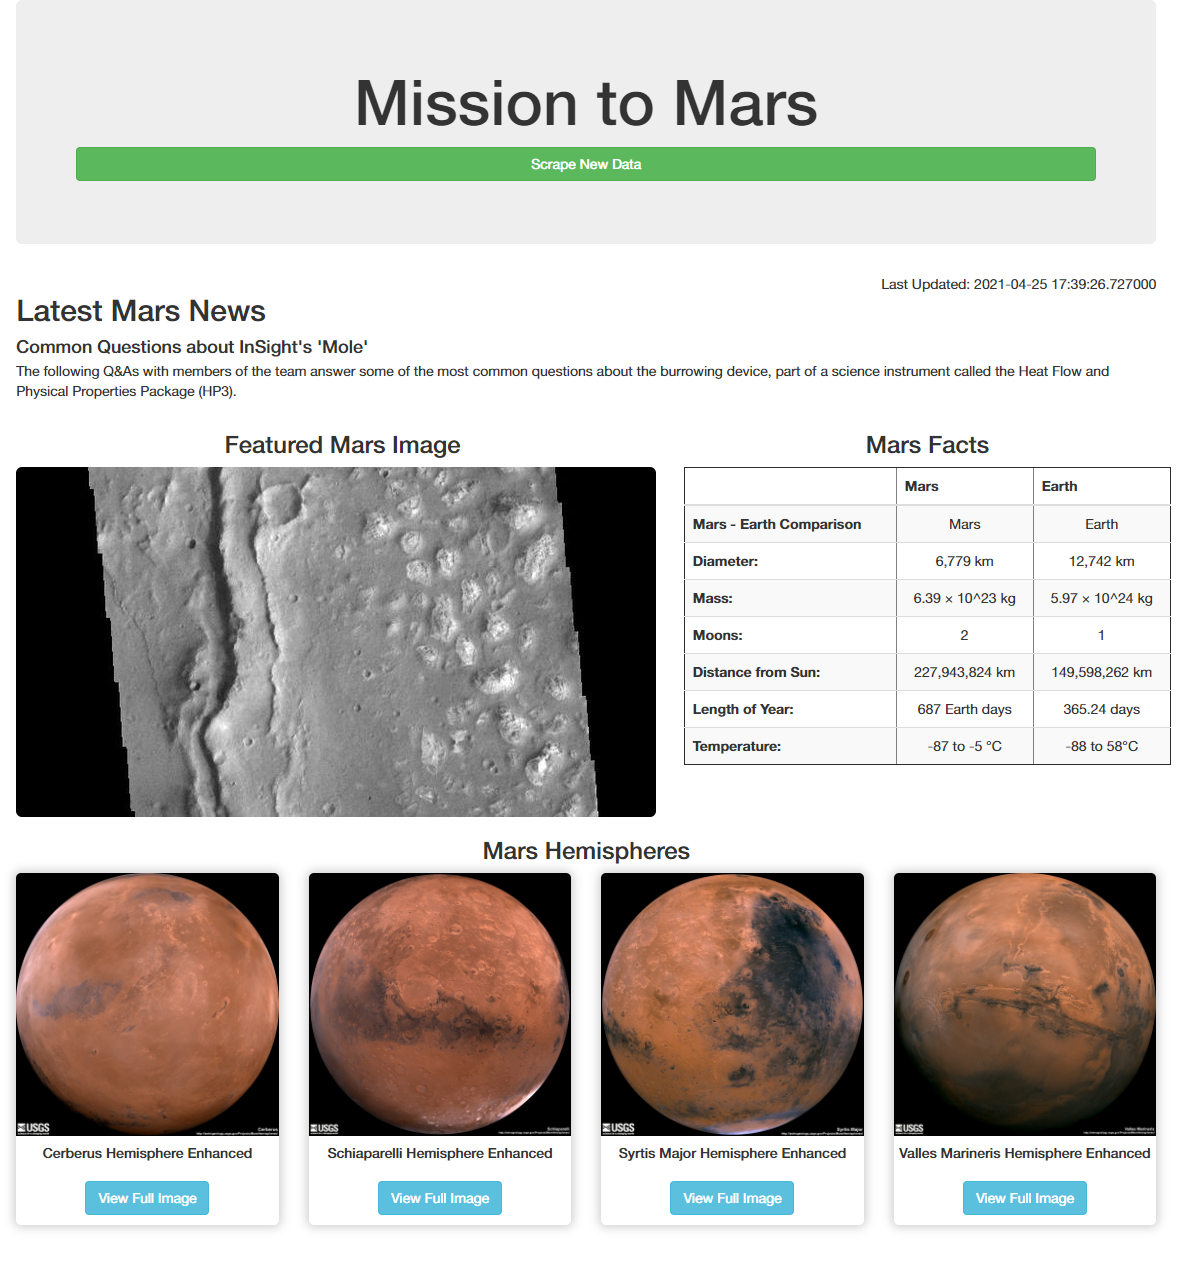 Mission to Mars
Scrape New Data
Last Updated: 2021-04-25 17:39:26.727000
Latest Mars News
Common Questions about InSight's 'Mole'
The following Q&As with members of the team answer some of the most common questions about the burrowing device, part of a science instrument called the Heat Flow and
Physical Properties Package (HP3).
Featured Mars Image
Mars Facts
Mars Earth
Mars - Earth Comparison Mars Earth
Diameter: 6,779 km 12,742 km
Mass: 6.39 × 10^23 kg 5.97 × 10^24 kg
Moons: 2 1
Distance from Sun: 227,943,824 km 149,598,262 km
Length of Year: 687 Earth days 365.24 days
Temperature: -87 to -5 °C -88 to 58°C
Mars Hemispheres
USGS Cerberus
USGS Schiaparelli
USGS Syrtis Major
USGS Valles Marineris
Cerberus Hemisphere Enhanced
Schiaparelli Hemisphere Enhanced
Syrtis Major Hemisphere Enhanced
Valles Marineris Hemisphere Enhanced
View Full Image
View Full Image
View Full Image
View Full Image